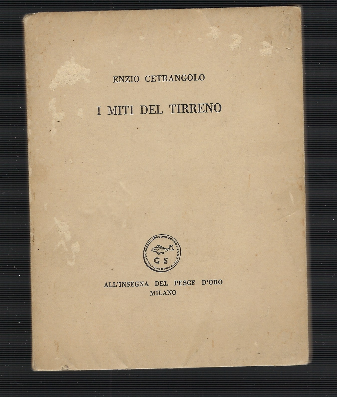 ENZIO CETRANGOLO
I MITI DEL TIRRENO
G S
ALL'INSEGNA DEL PESCE D'ORO
MILANO